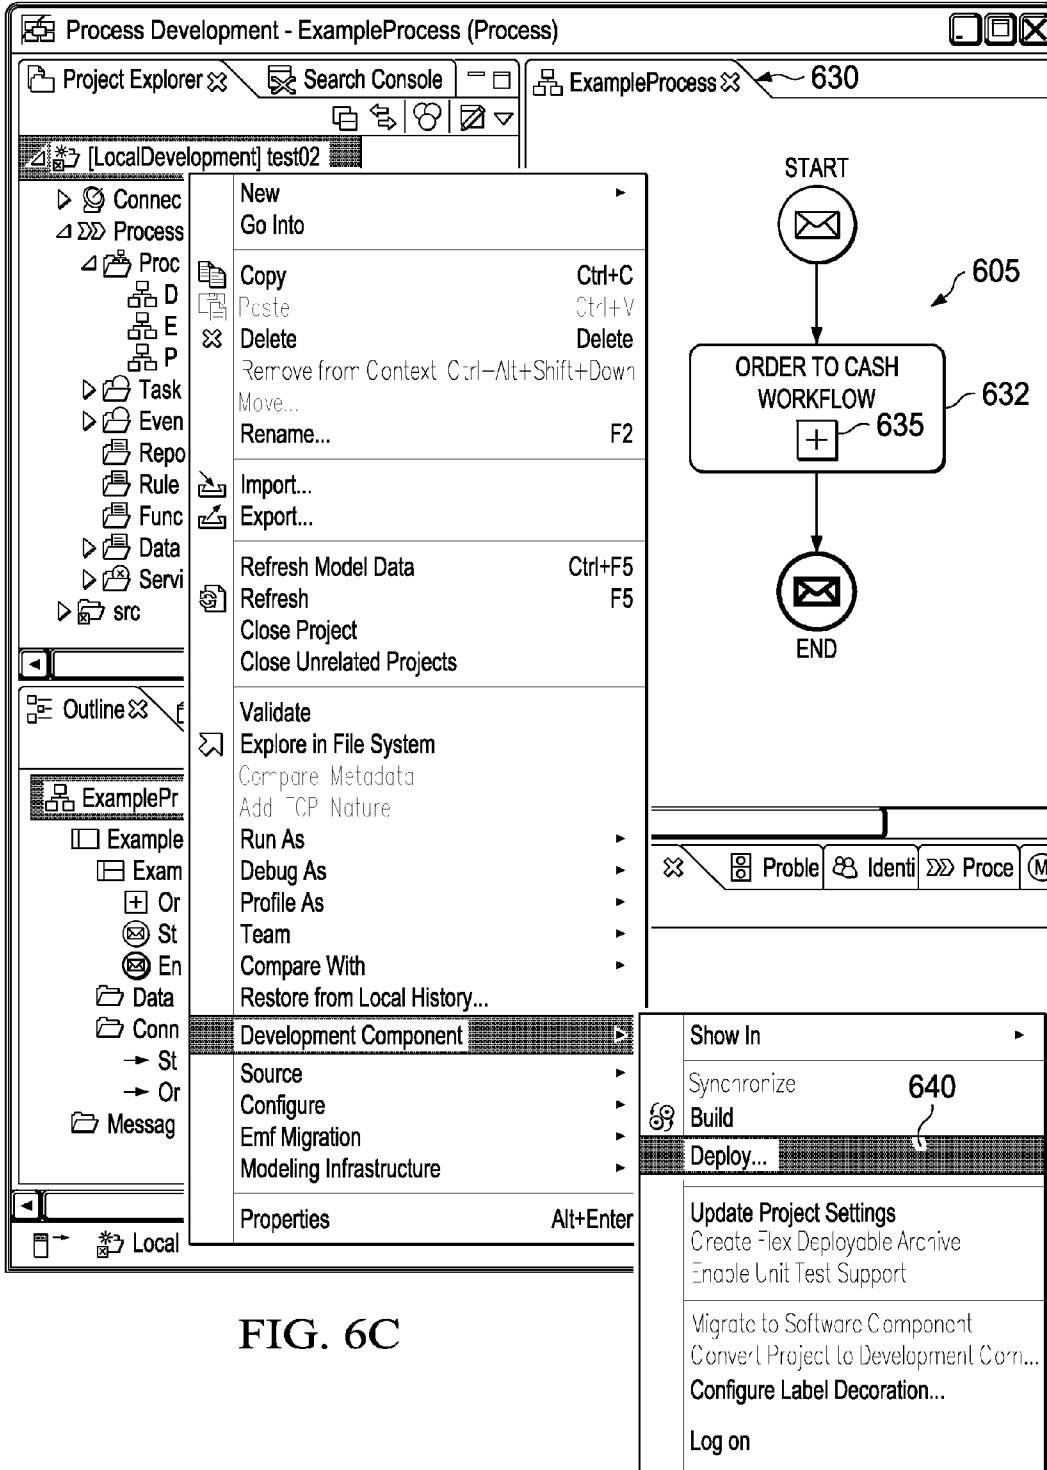 Process Development - ExampleProcess (Process)
Project Explorer
Search Console
ExampleProcess
630
[LocalDevelopment] test02
Connec
Process
Proc
D
E
P
Task
Even
Repo
Rule
Func
Data
Servi
src
New
Go Into
Copy Ctrl+C
Paste Ctrl+V
Delete Delete
Remove from Context Ctrl-Alt+Shift+Down
Move...
Rename... F2
Import...
Export...
Refresh Model Data Ctrl+F5
Refresh F5
Close Project
Close Unrelated Projects
Validate
Explore in File System
Compare Metadata
Add TCP Nature
Run As
Debug As
Profile As
Team
Compare With
Restore from Local History...
Development Component
Source
Configure
Emf Migration
Modeling Infrastructure
Properties Alt+Enter
START
605
ORDER TO CASH
WORKFLOW
632
635
END
Outline
ExamplePr
Example
Exam
Or
St
En
Data
Conn
St
Or
Messag
Local
Proble
Identi
Proce
M
Show In
Synchronize
640
Build
Deploy...
Update Project Settings
Create Flex Deployable Archive
Enable Unit Test Support
Migrate to Software Component
Convert Project to Development Com...
Configure Label Decoration...
Log on
FIG. 6C